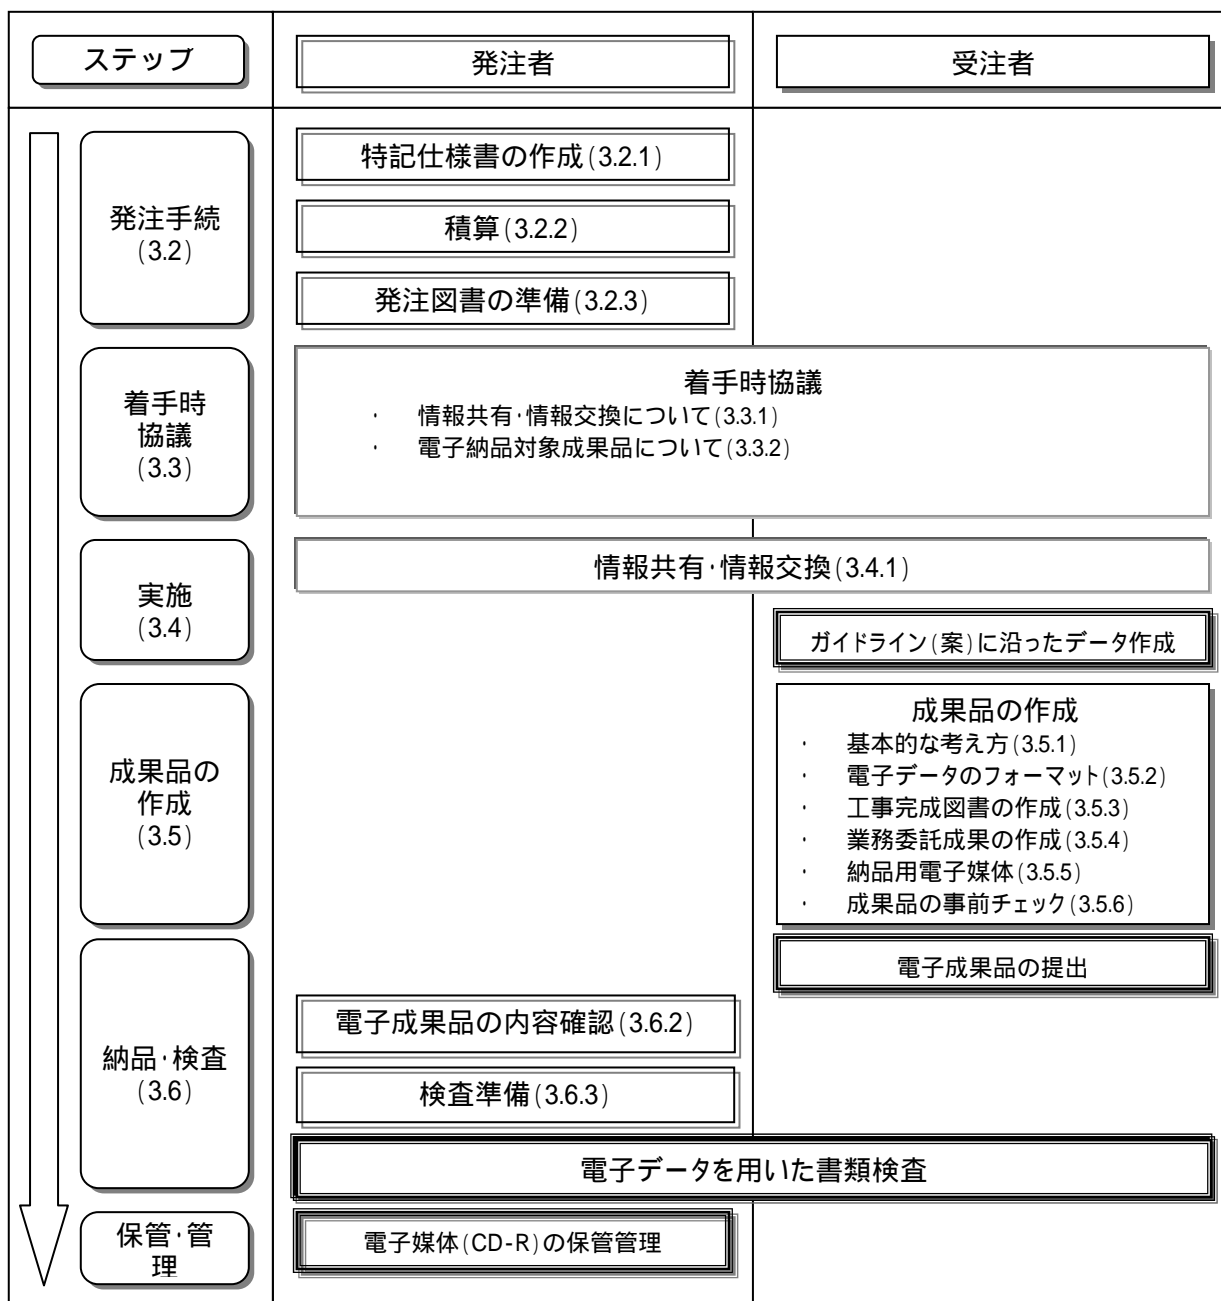 ステップ
発注者
受注者
発注手続
(3.2)
特記仕様書の作成(3.2.1)
積算(3.2.2)
発注図書の準備(3.2.3)
着手時
協議
(3.3)
着手時協議
・ 情報共有・情報交換について(3.3.1)
・ 電子納品対象成果品について(3.3.2)
実施
(3.4)
情報共有・情報交換(3.4.1)
ガイドライン(案)に沿ったデータ作成
成果品の
作成
(3.5)
成果品の作成
・ 基本的な考え方(3.5.1)
・ 電子データのフォーマット(3.5.2)
・ 工事完成図書の作成(3.5.3)
・ 業務委託成果の作成(3.5.4)
・ 納品用電子媒体(3.5.5)
・ 成果品の事前チェック(3.5.6)
電子成果品の提出
納品・検査
(3.6)
電子成果品の内容確認(3.6.2)
検査準備(3.6.3)
電子データを用いた書類検査
保管・管
理
電子媒体(CD-R)の保管管理